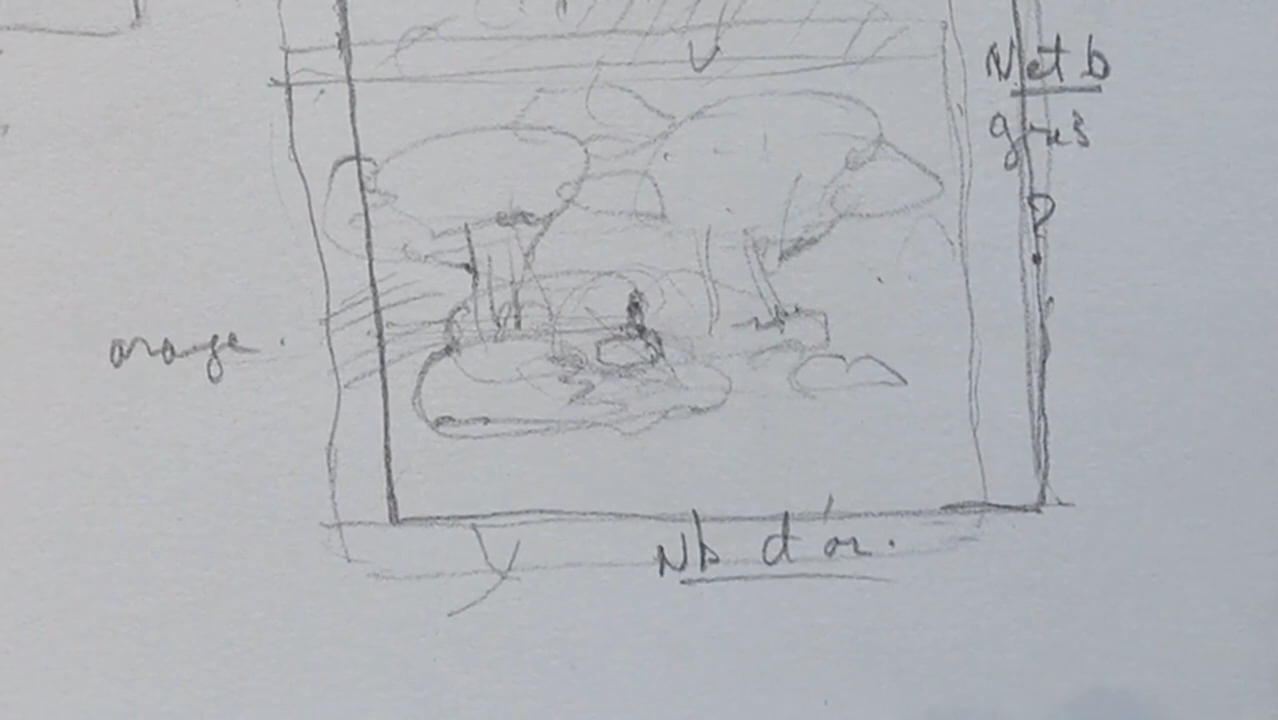 N et b
gris
?
orange.
Nb d'or.